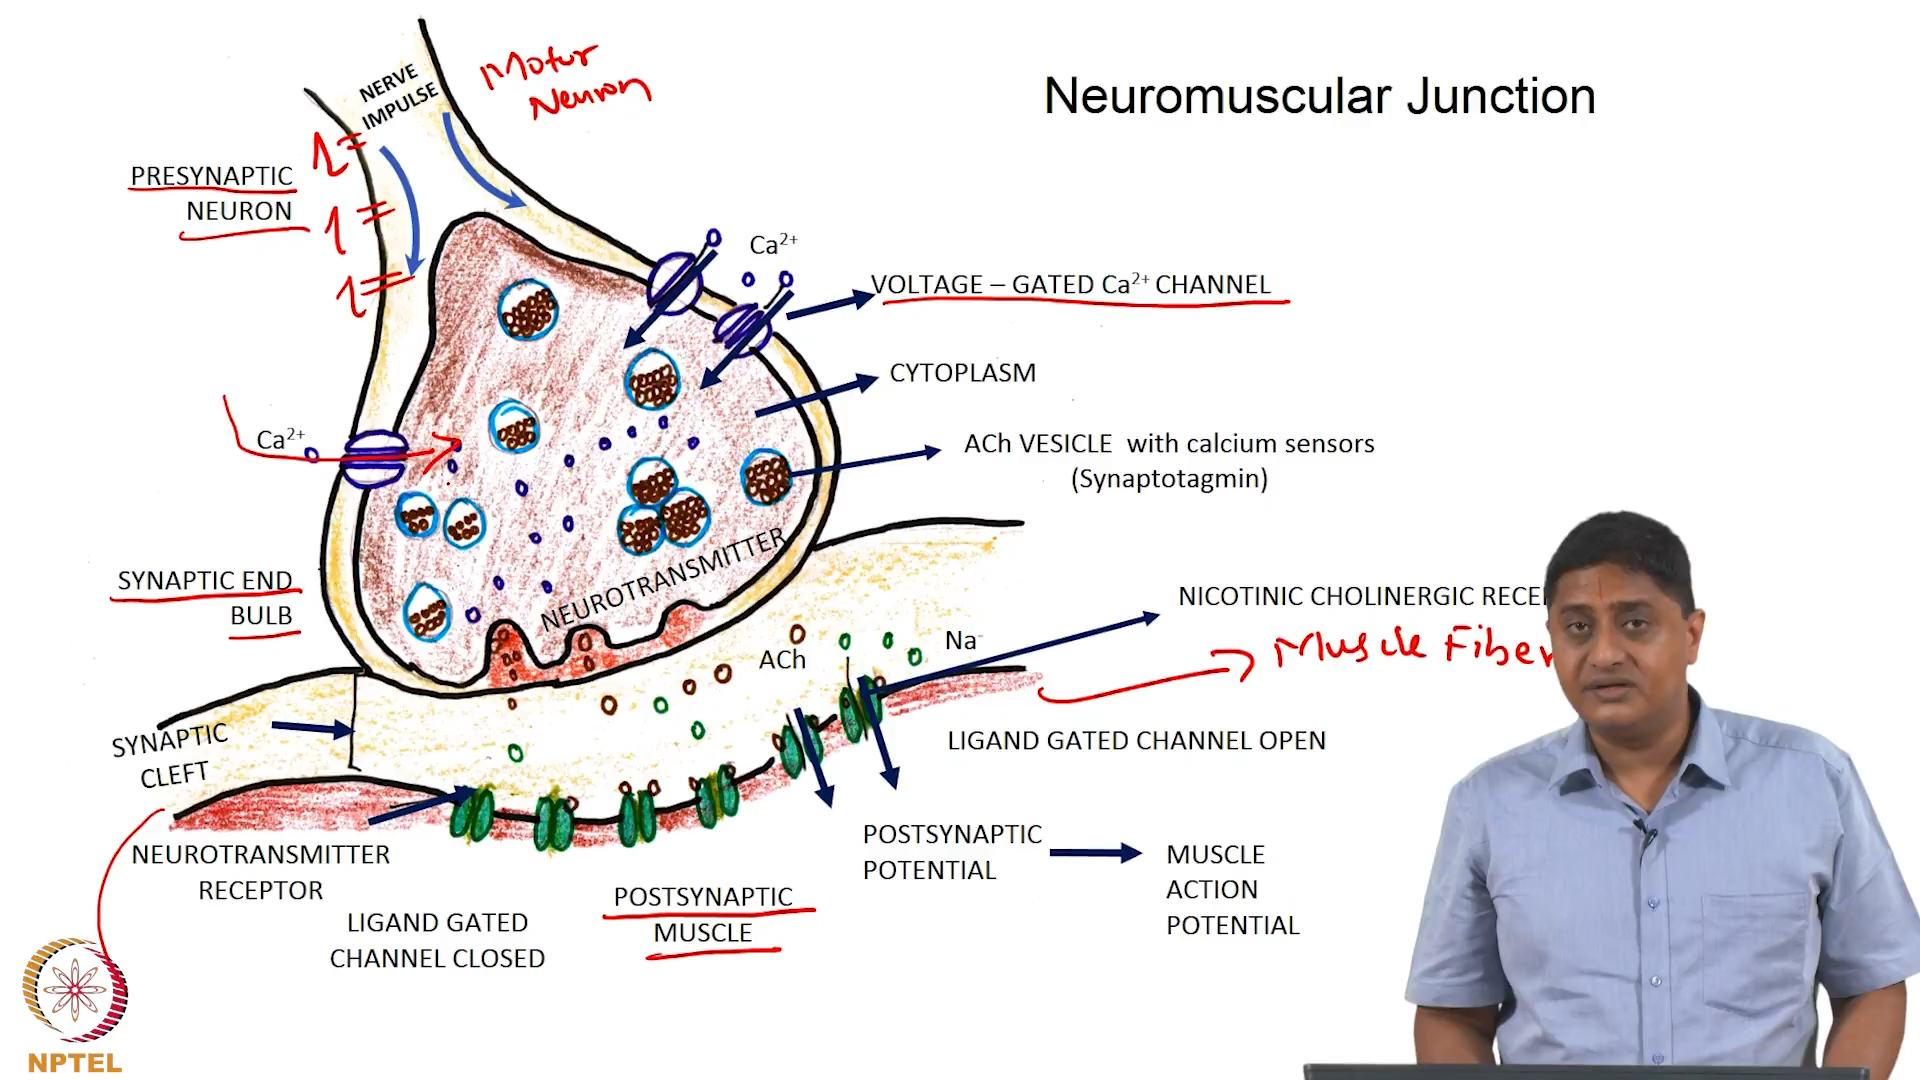 Neuromuscular Junction
NERVE
IMPULSE
Motor
Neuron
PRESYNAPTIC
NEURON
Ca²⁺
VOLTAGE – GATED Ca²⁺ CHANNEL
CYTOPLASM
Ca²⁺
ACh VESICLE with calcium sensors
(Synaptotagmin)
NEUROTRANSMITTER
SYNAPTIC END
BULB
NICOTINIC CHOLINERGIC
ACh
Na⁻
Muscle Fiber
SYNAPTIC
CLEFT
LIGAND GATED CHANNEL OPEN
NEUROTRANSMITTER
RECEPTOR
POSTSYNAPTIC
POTENTIAL
MUSCLE
ACTION
POTENTIAL
LIGAND GATED
CHANNEL CLOSED
POSTSYNAPTIC
MUSCLE
NPTEL